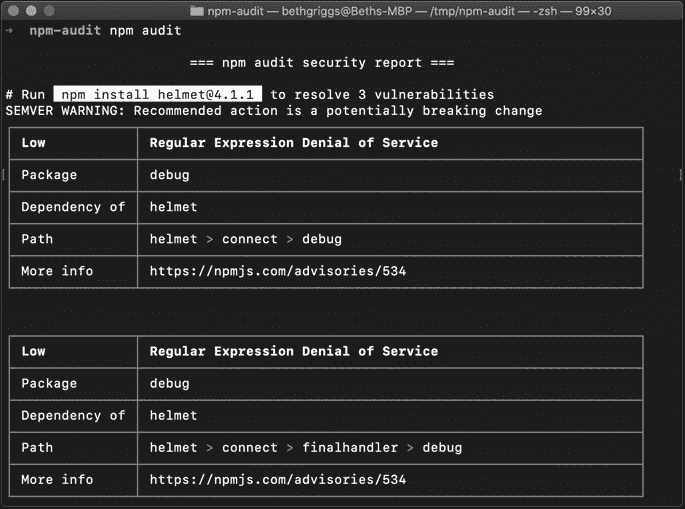 npm-audit — bethgriggs@Beths-MBP — /tmp/npm-audit — -zsh — 99×30
➜ npm-audit npm audit
=== npm audit security report ===
# Run npm install helmet@4.1.1 to resolve 3 vulnerabilities
SEMVER WARNING: Recommended action is a potentially breaking change
Low Regular Expression Denial of Service
Package debug
Dependency of helmet
Path helmet > connect > debug
More info https://npmjs.com/advisories/534
Low Regular Expression Denial of Service
Package debug
Dependency of helmet
Path helmet > connect > finalhandler > debug
More info https://npmjs.com/advisories/534